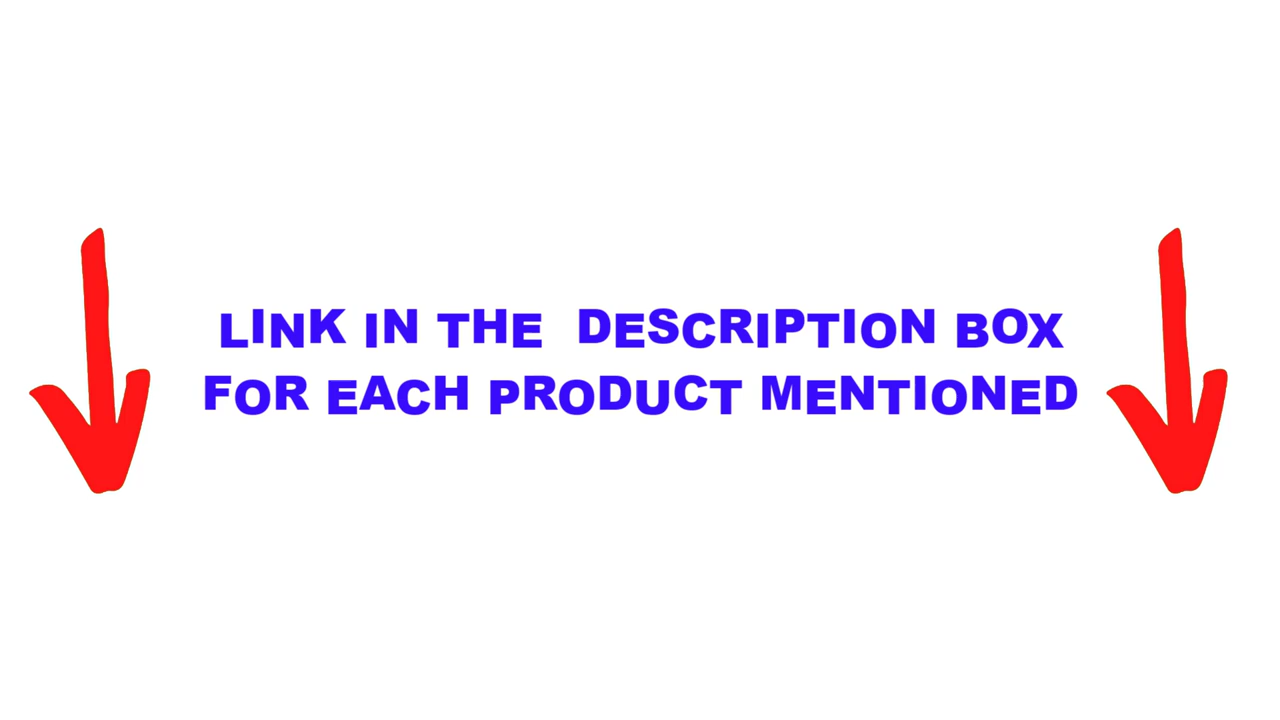 LINK IN THE  DESCRIPTION BOX
FOR EACH PRODUCT MENTIONED